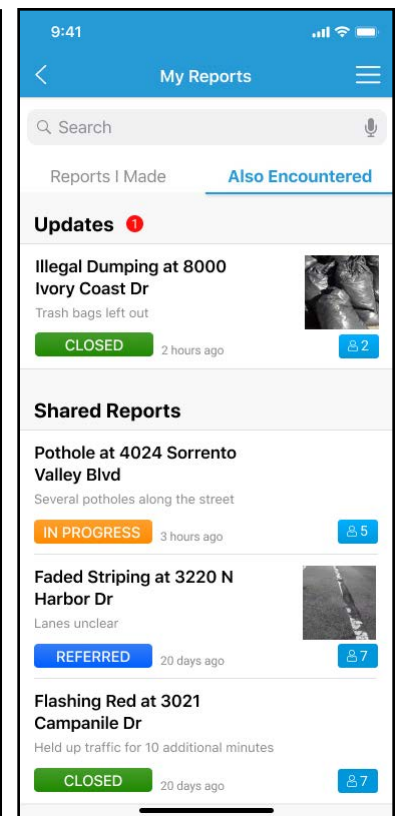 9:41
My Reports
Search
Reports I Made
Also Encountered
Updates 1
Illegal Dumping at 8000
Ivory Coast Dr
Trash bags left out
CLOSED 2 hours ago 2
Shared Reports
Pothole at 4024 Sorrento
Valley Blvd
Several potholes along the street
IN PROGRESS 3 hours ago 5
Faded Striping at 3220 N
Harbor Dr
Lanes unclear
REFERRED 20 days ago 7
Flashing Red at 3021
Campanile Dr
Held up traffic for 10 additional minutes
CLOSED 20 days ago 7